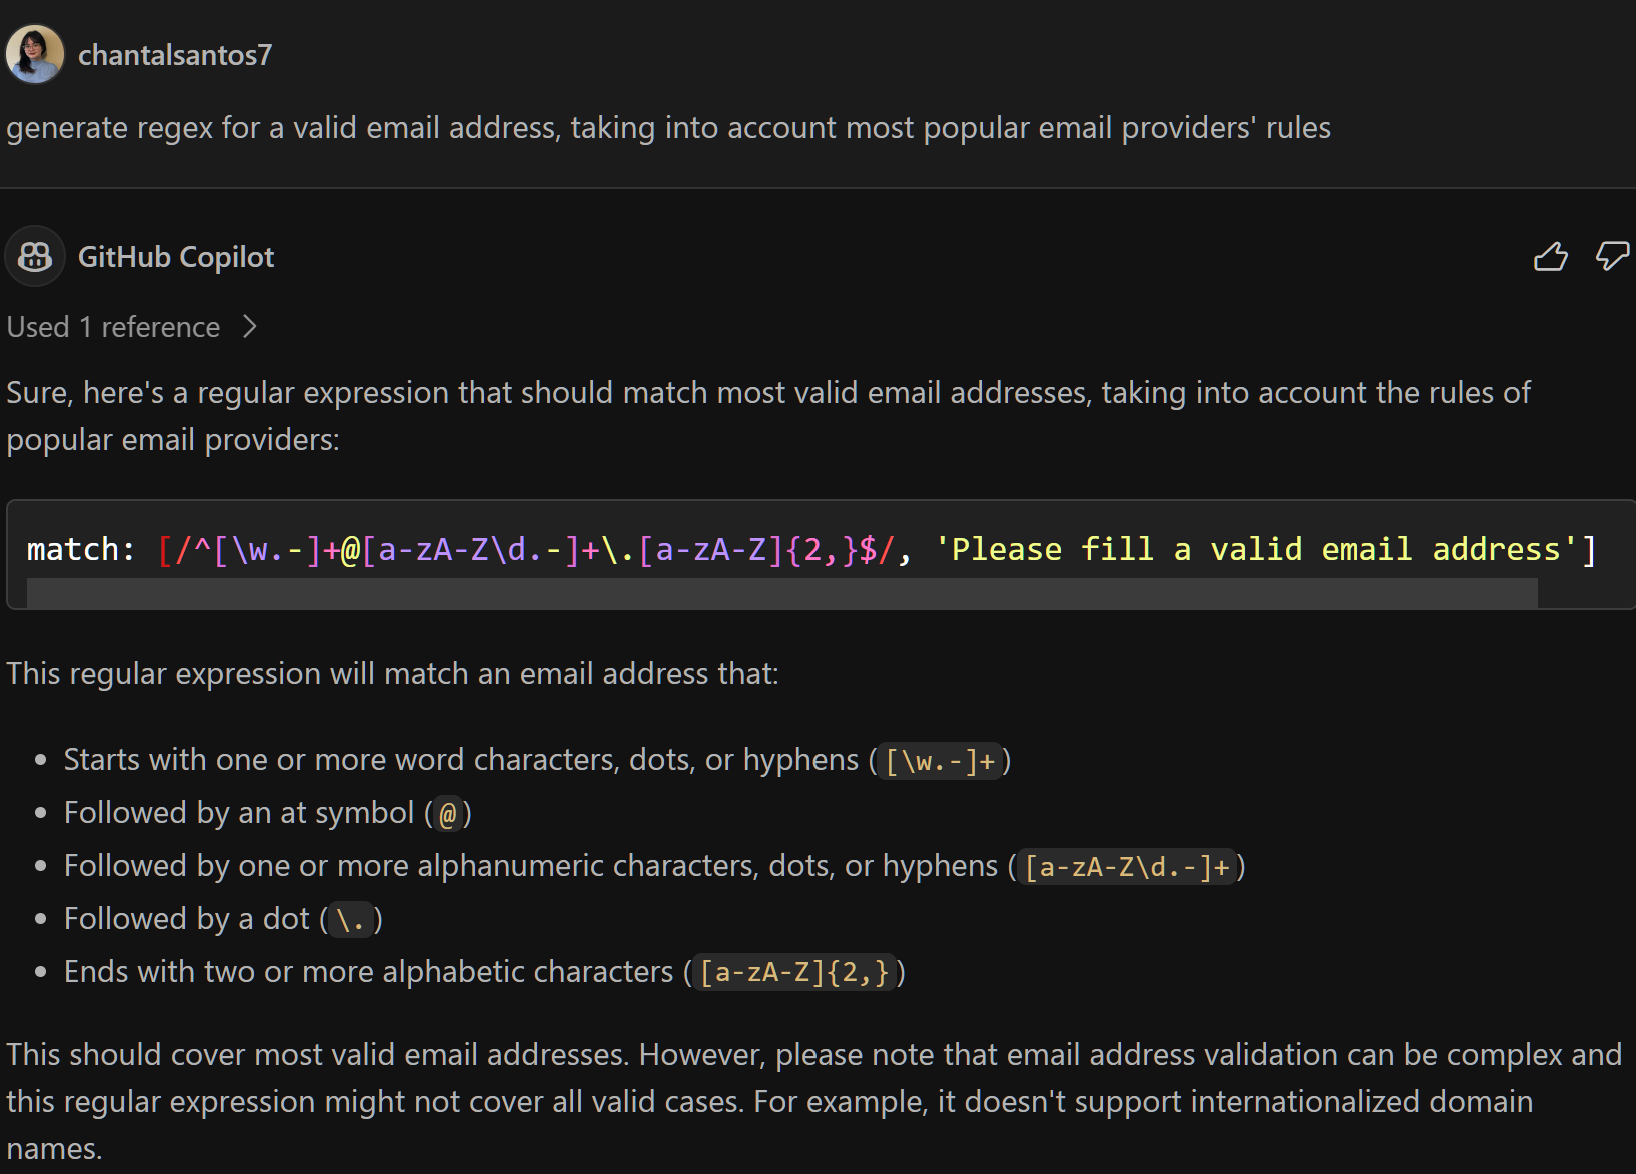 chantalsantos7
generate regex for a valid email address, taking into account most popular email providers' rules
GitHub Copilot
Used 1 reference
Sure, here's a regular expression that should match most valid email addresses, taking into account the rules of
popular email providers:
match: [/^[\w.-]+@[a-zA-Z\d.-]+\.[a-zA-Z]{2,}$/, 'Please fill a valid email address']
This regular expression will match an email address that:
• Starts with one or more word characters, dots, or hyphens ([\w.-]+)
• Followed by an at symbol (@)
• Followed by one or more alphanumeric characters, dots, or hyphens ([a-zA-Z\d.-]+)
• Followed by a dot (\.)
• Ends with two or more alphabetic characters ([a-zA-Z]{2,})
This should cover most valid email addresses. However, please note that email address validation can be complex and
this regular expression might not cover all valid cases. For example, it doesn't support internationalized domain
names.